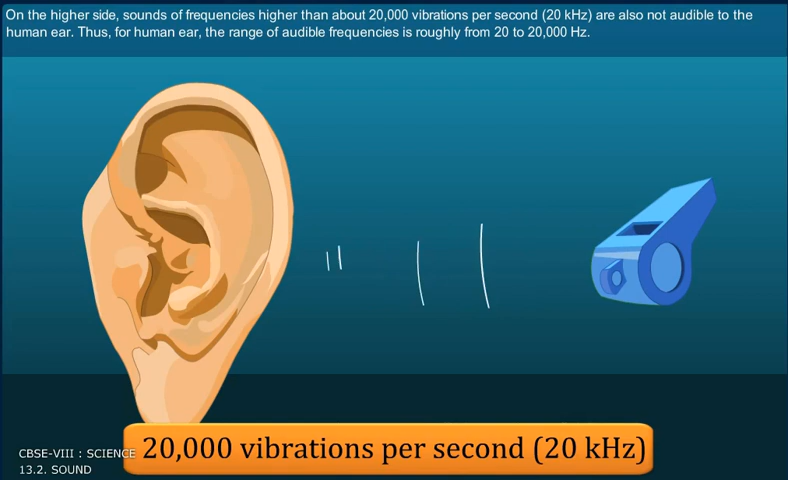 On the higher side, sounds of frequencies higher than about 20,000 vibrations per second (20 kHz) are also not audible to the
human ear. Thus, for human ear, the range of audible frequencies is roughly from 20 to 20,000 Hz.
20,000 vibrations per second (20 kHz)
CBSE-VIII : SCIENCE
13.2. SOUND